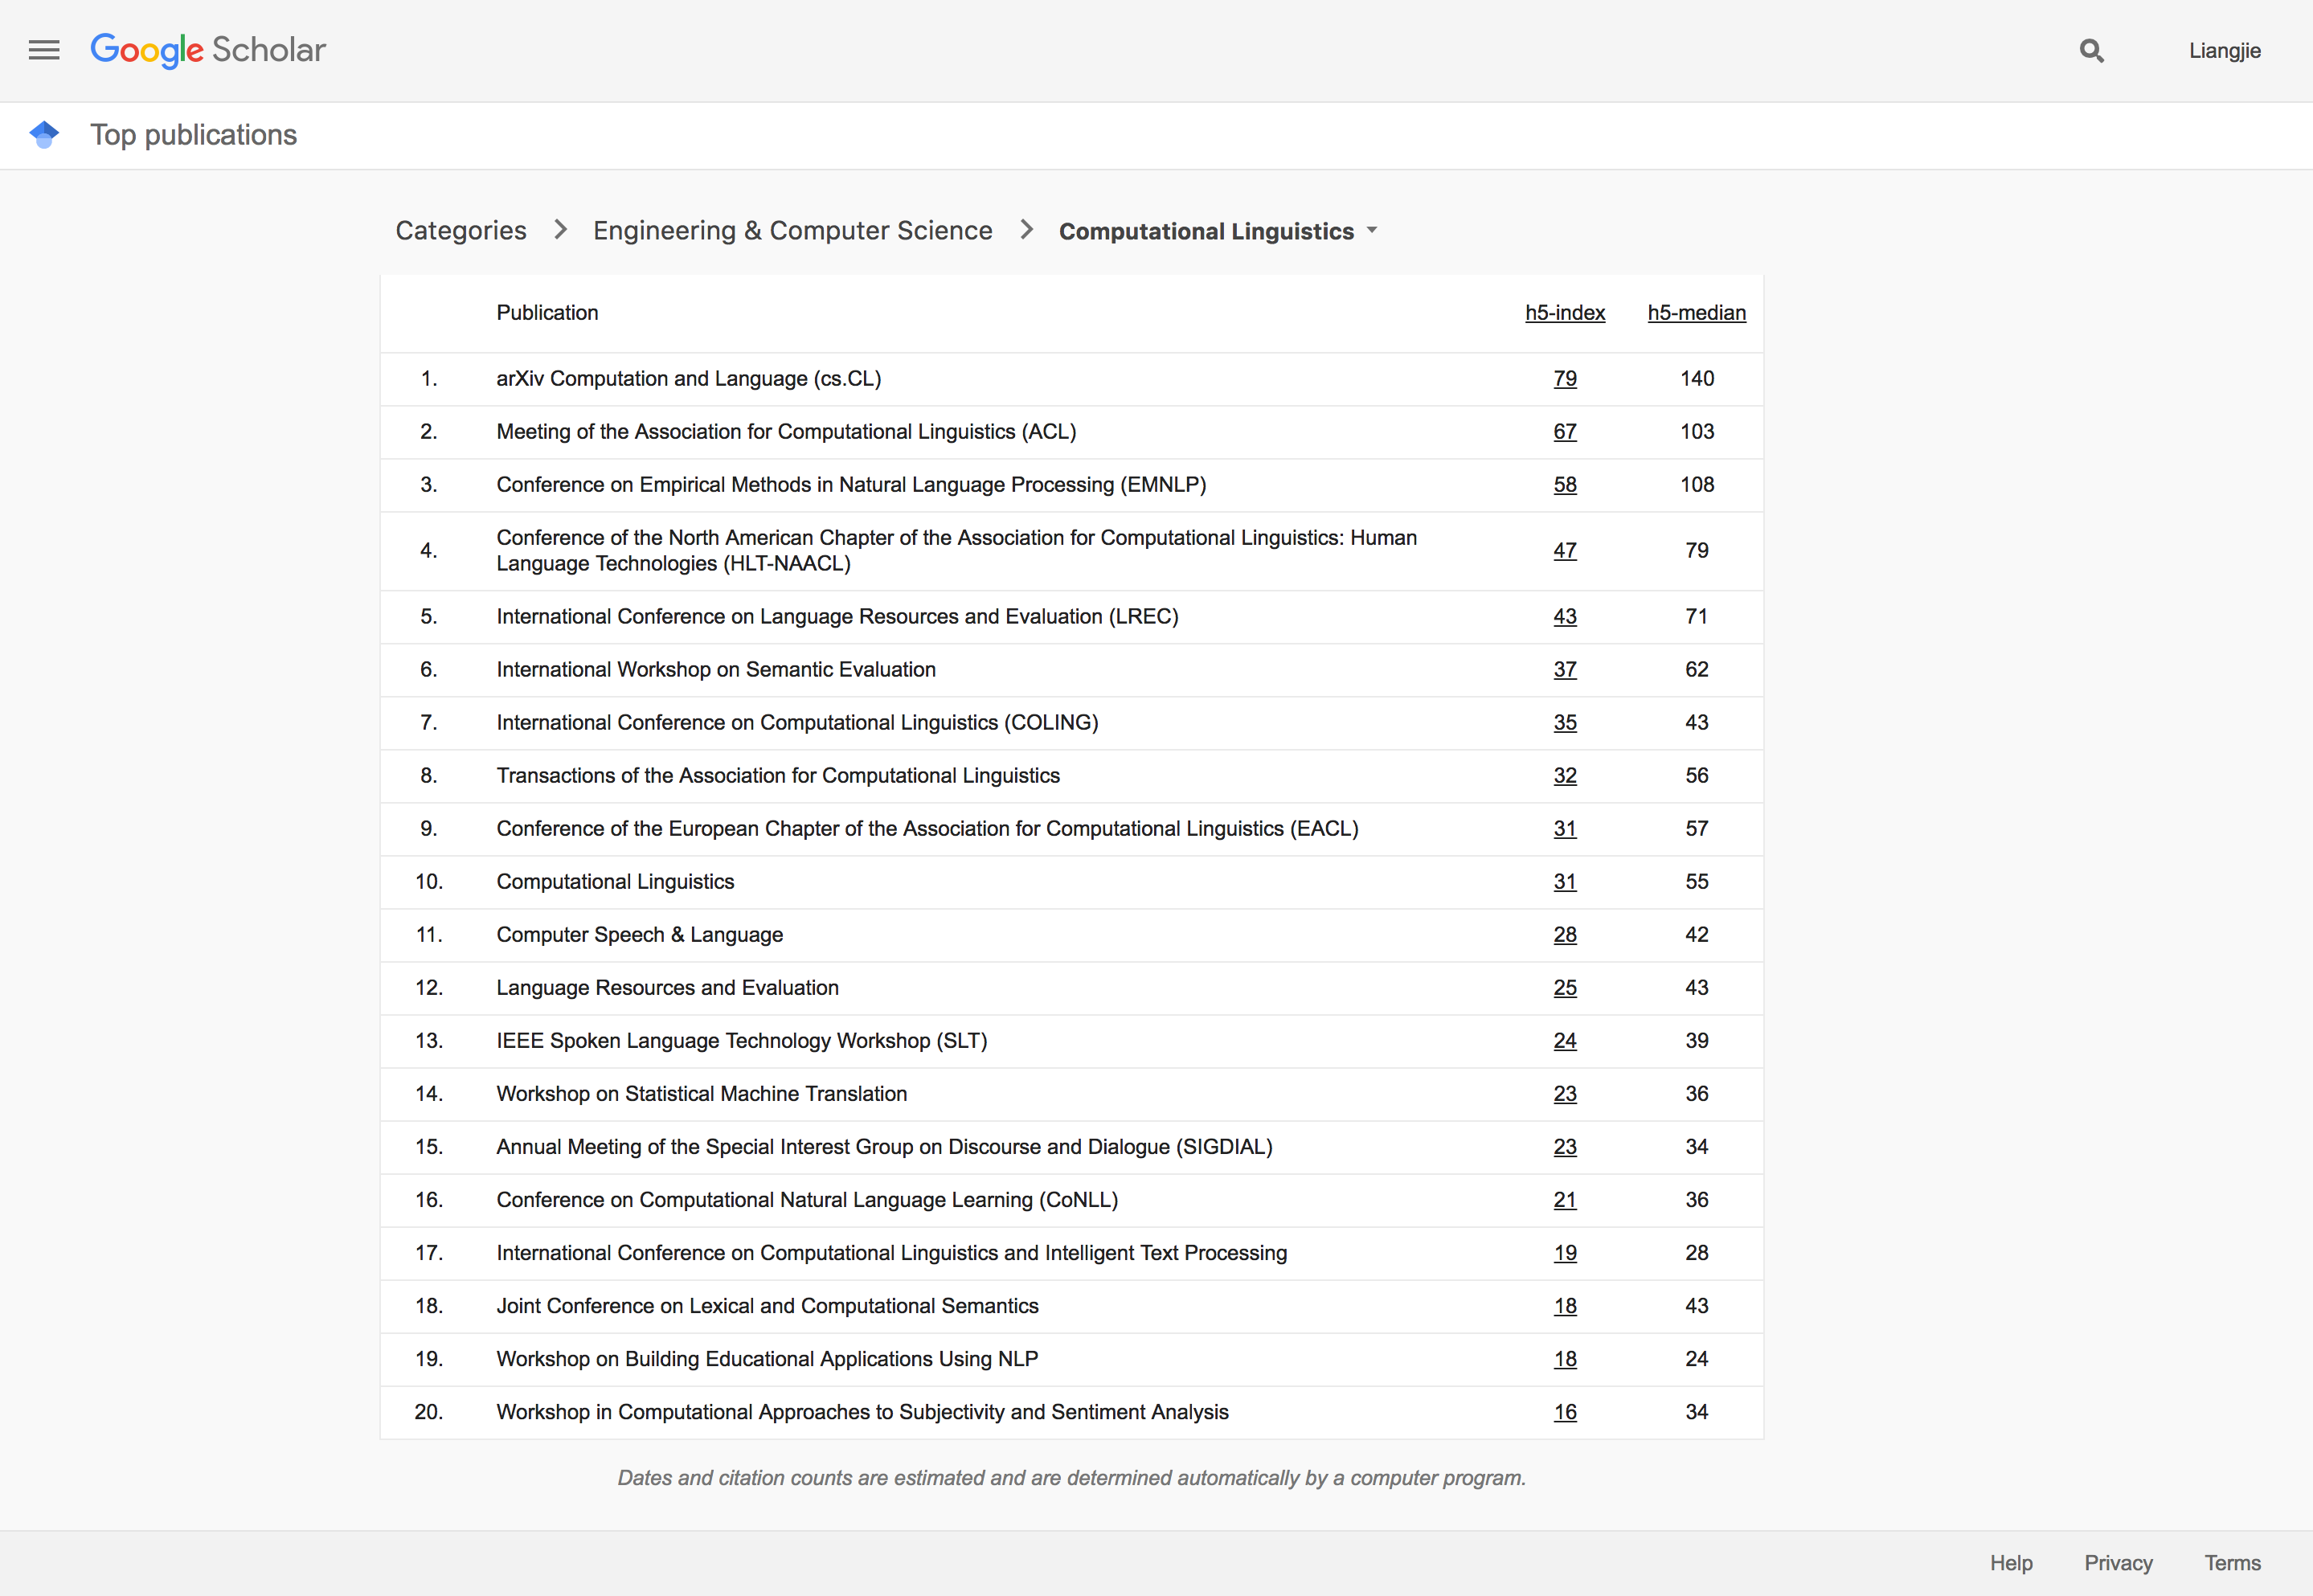 Google Scholar
Liangjie
Top publications
Categories > Engineering & Computer Science > Computational Linguistics
Publication h5-index h5-median
1. arXiv Computation and Language (cs.CL) 79 140
2. Meeting of the Association for Computational Linguistics (ACL) 67 103
3. Conference on Empirical Methods in Natural Language Processing (EMNLP) 58 108
4. Conference of the North American Chapter of the Association for Computational Linguistics: Human
Language Technologies (HLT-NAACL) 47 79
5. International Conference on Language Resources and Evaluation (LREC) 43 71
6. International Workshop on Semantic Evaluation 37 62
7. International Conference on Computational Linguistics (COLING) 35 43
8. Transactions of the Association for Computational Linguistics 32 56
9. Conference of the European Chapter of the Association for Computational Linguistics (EACL) 31 57
10. Computational Linguistics 31 55
11. Computer Speech & Language 28 42
12. Language Resources and Evaluation 25 43
13. IEEE Spoken Language Technology Workshop (SLT) 24 39
14. Workshop on Statistical Machine Translation 23 36
15. Annual Meeting of the Special Interest Group on Discourse and Dialogue (SIGDIAL) 23 34
16. Conference on Computational Natural Language Learning (CoNLL) 21 36
17. International Conference on Computational Linguistics and Intelligent Text Processing 19 28
18. Joint Conference on Lexical and Computational Semantics 18 43
19. Workshop on Building Educational Applications Using NLP 18 24
20. Workshop in Computational Approaches to Subjectivity and Sentiment Analysis 16 34
Dates and citation counts are estimated and are determined automatically by a computer program.
Help Privacy Terms